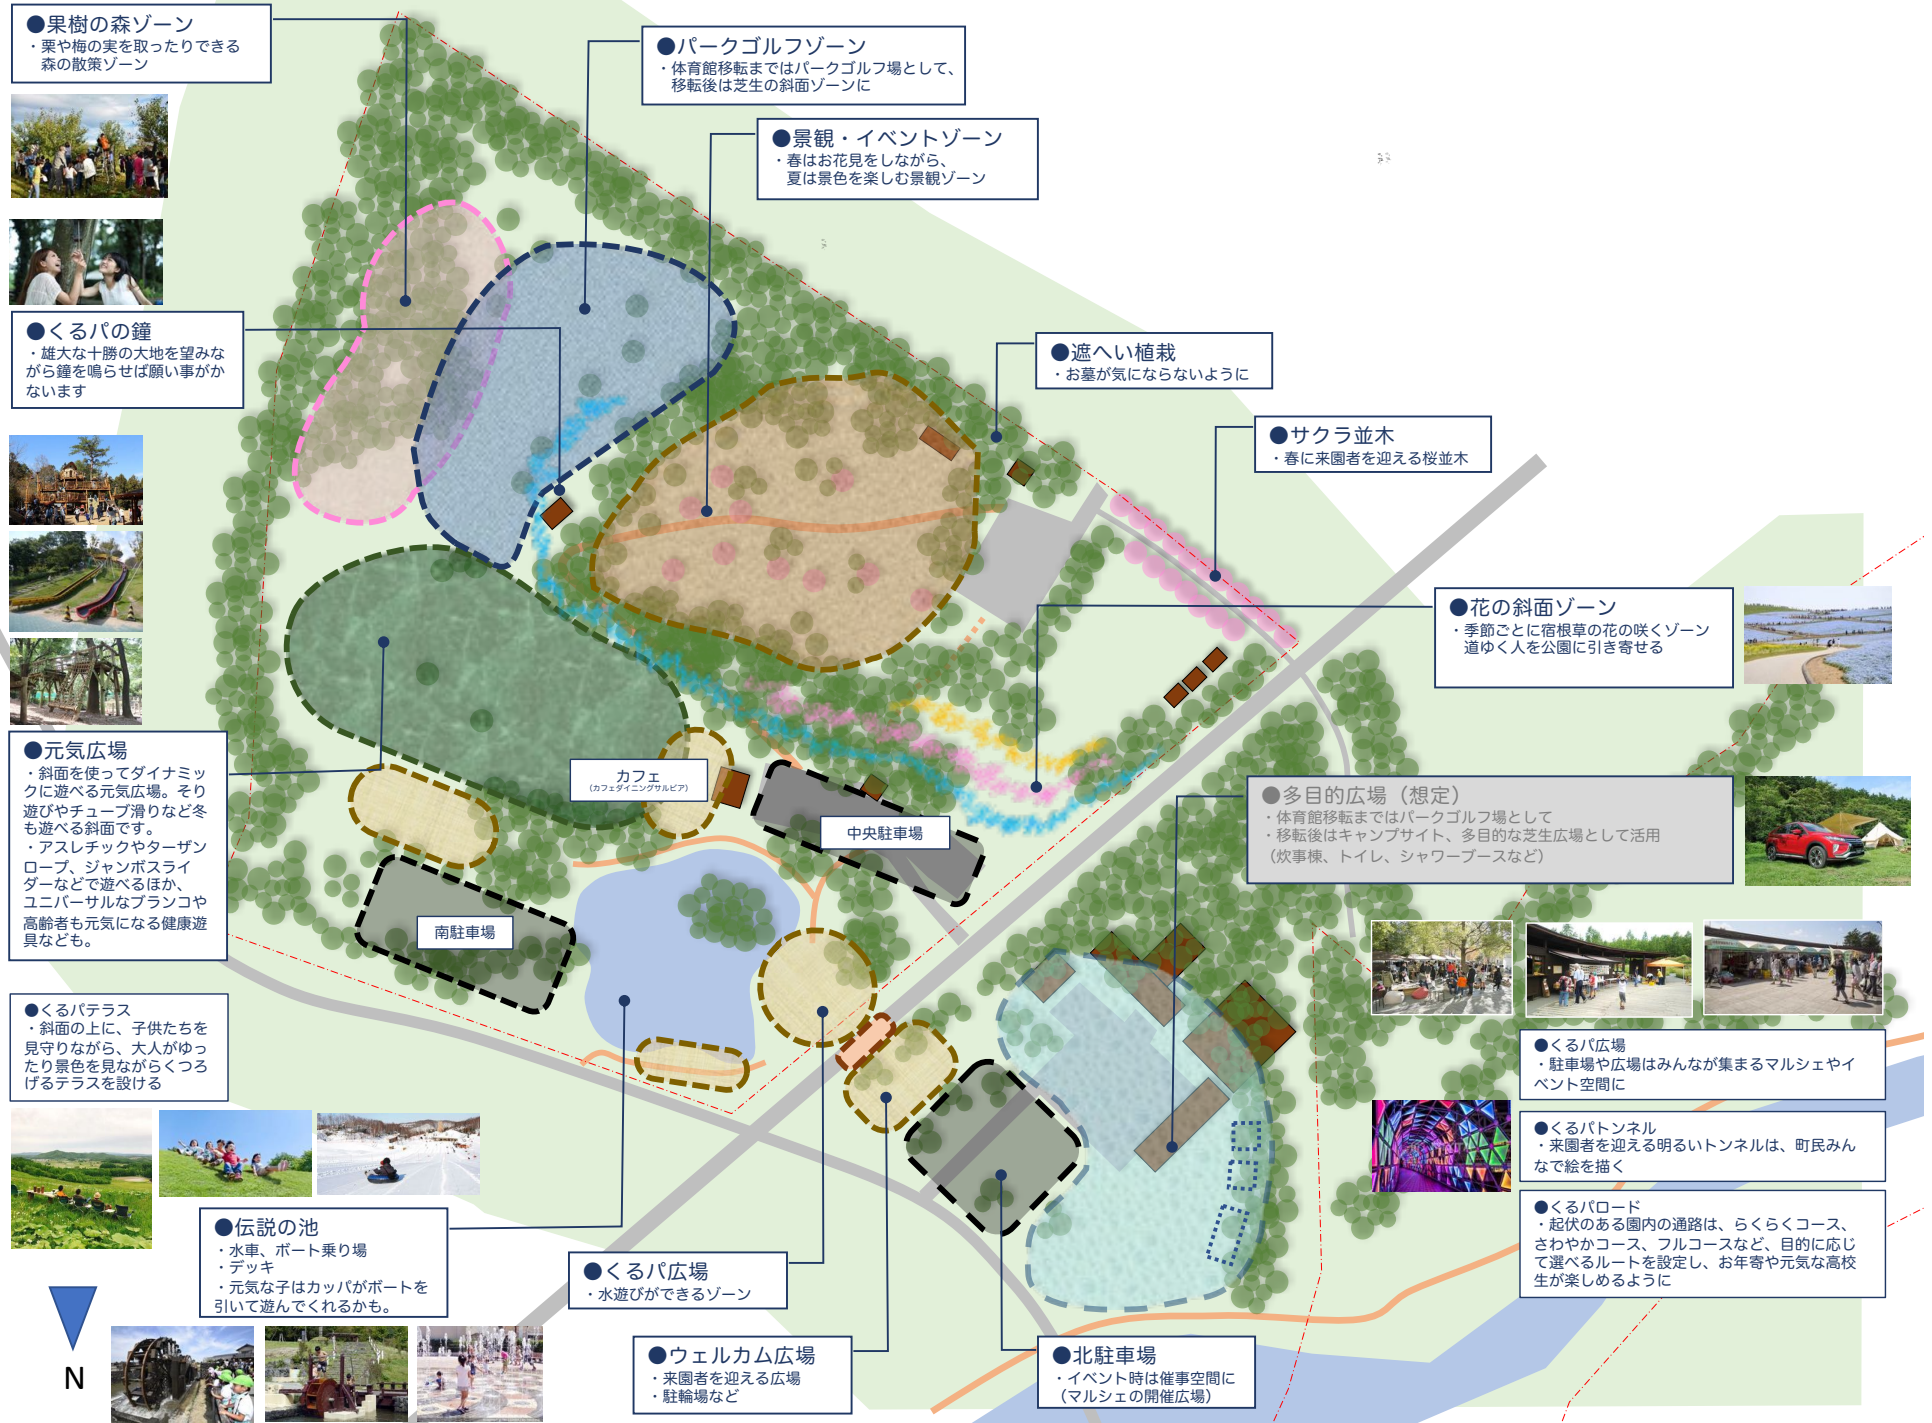 ●果樹の森ゾーン
・栗や梅の実を取ったりできる
森の散策ゾーン
●パークゴルフゾーン
・体育館移転まではパークゴルフ場として、
移転後は芝生の斜面ゾーンに
●景観・イベントゾーン
・春はお花見をしながら、
夏は景色を楽しむ景観ゾーン
●くるパの鐘
・雄大な十勝の大地を望みな
がら鐘を鳴らせば願い事がか
ないます
●遮へい植栽
・お墓が気にならないように
●サクラ並木
・春に来園者を迎える桜並木
●花の斜面ゾーン
・季節ごとに宿根草の花の咲くゾーン
道ゆく人を公園に引き寄せる
●元気広場
・斜面を使ってダイナミッ
クに遊べる元気広場。そり
遊びやチューブ滑りなど冬
も遊べる斜面です。
・アスレチックやターザン
ロープ、ジャンボスライ
ダーなどで遊べるほか、
ユニバーサルなブランコや
高齢者も元気になる健康遊
具なども。
カフェ
（カフェダイニングサルビア）
中央駐車場
南駐車場
●多目的広場（想定）
・体育館移転まではパークゴルフ場として
・移転後はキャンプサイト、多目的な芝生広場として活用
（炊事棟、トイレ、シャワーブースなど）
●くるパテラス
・斜面の上に、子供たちを
見守りながら、大人がゆっ
たり景色を見ながらくつろ
げるテラスを設ける
●くるパ広場
・駐車場や広場はみんなが集まるマルシェやイ
ベント空間に
●くるパトンネル
・来園者を迎える明るいトンネルは、町民みん
なで絵を描く
●くるパロード
・起伏のある園内の通路は、らくらくコース、
さわやかコース、フルコースなど、目的に応じ
て選べるルートを設定し、お年寄や元気な高校
生が楽しめるように
●伝説の池
・水車、ボート乗り場
・デッキ
・元気な子はカッパがボートを
引いて遊んでくれるかも。
●くるパ広場
・水遊びができるゾーン
●ウェルカム広場
・来園者を迎える広場
・駐輪場など
●北駐車場
・イベント時は催事空間に
（マルシェの開催広場）
N